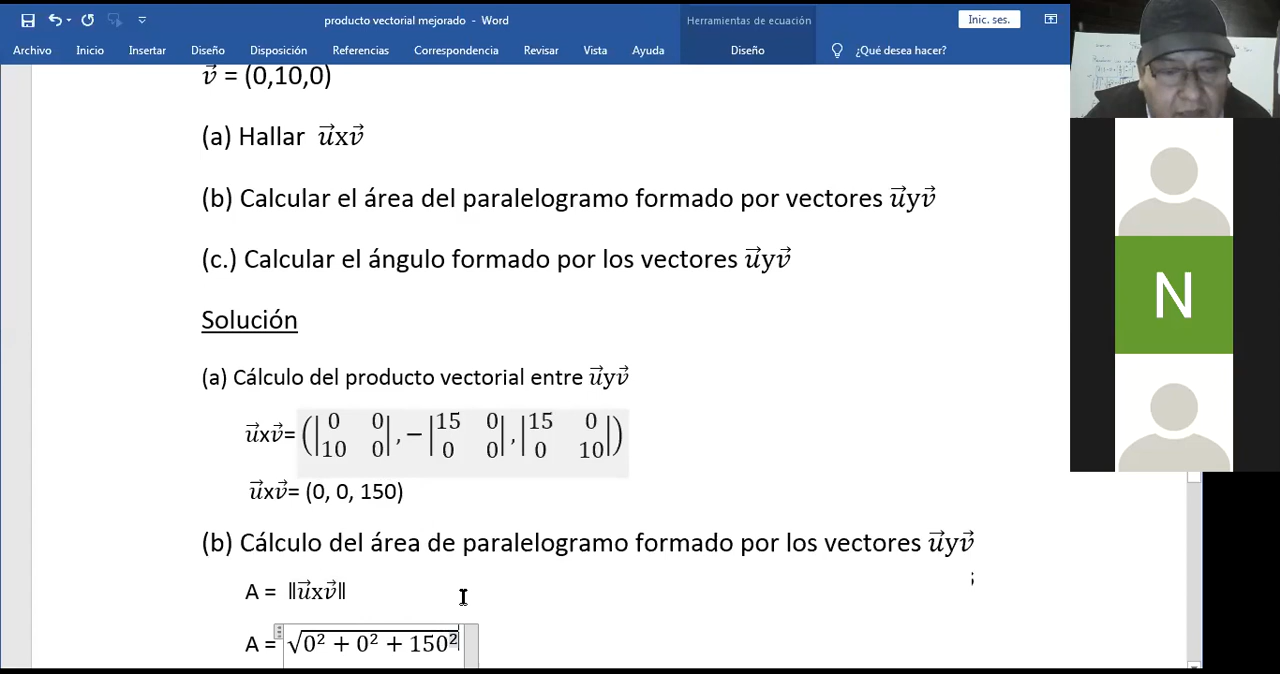 producto vectorial mejorado - Word
Herramientas de ecuación
Inic. ses.
Archivo Inicio Insertar Diseño Disposición Referencias Correspondencia Revisar Vista Ayuda Diseño ¿Qué desea hacer?
v⃗ = (0,10,0)
(a) Hallar u⃗xv⃗
(b) Calcular el área del paralelogramo formado por vectores u⃗yv⃗
(c.) Calcular el ángulo formado por los vectores u⃗yv⃗
Solución
(a) Cálculo del producto vectorial entre u⃗yv⃗
u⃗xv⃗= (|0 0; 10 0|, −|15 0; 0 0|, |15 0; 0 10|)
u⃗xv⃗= (0, 0, 150)
(b) Cálculo del área de paralelogramo formado por los vectores u⃗yv⃗
;
A = ‖u⃗xv⃗‖
A = √0² + 0² + 150²
N